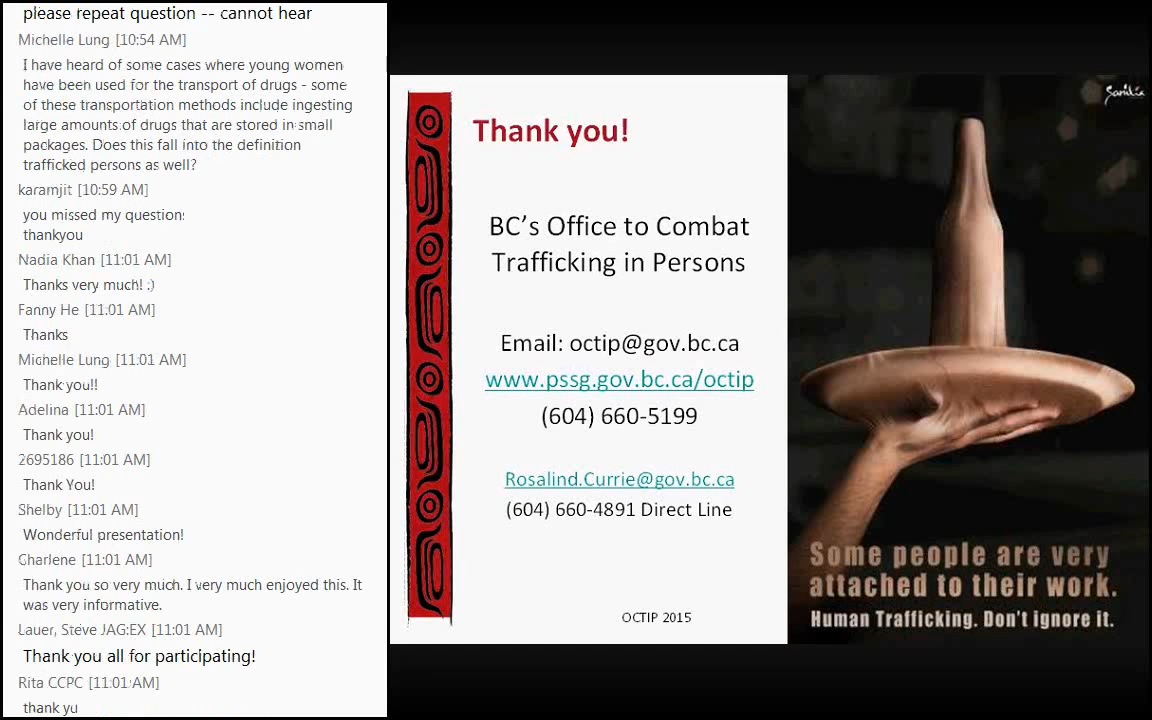 please repeat question -- cannot hear
Michelle Lung [10:54 AM]
I have heard of some cases where young women
have been used for the transport of drugs - some
of these transportation methods include ingesting
large amounts of drugs that are stored in small
packages. Does this fall into the definition
trafficked persons as well?
karamjit [10:59 AM]
you missed my question:
thankyou
Nadia Khan [11:01 AM]
Thanks very much! :)
Fanny He [11:01 AM]
Thanks
Michelle Lung [11:01 AM]
Thank you!!
Adelina [11:01 AM]
Thank you!
2695186 [11:01 AM]
Thank You!
Shelby [11:01 AM]
Wonderful presentation!
Charlene [11:01 AM]
Thank you so very much. I very much enjoyed this. It
was very informative.
Lauer, Steve JAG:EX [11:01 AM]
Thank you all for participating!
Rita CCPC [11:01 AM]
thank yu
Thank you!
BC's Office to Combat
Trafficking in Persons
Email: octip@gov.bc.ca
www.pssg.gov.bc.ca/octip
(604) 660-5199
Rosalind.Currie@gov.bc.ca
(604) 660-4891 Direct Line
OCTIP 2015
Some people are very
attached to their work.
Human Trafficking. Don't ignore it.